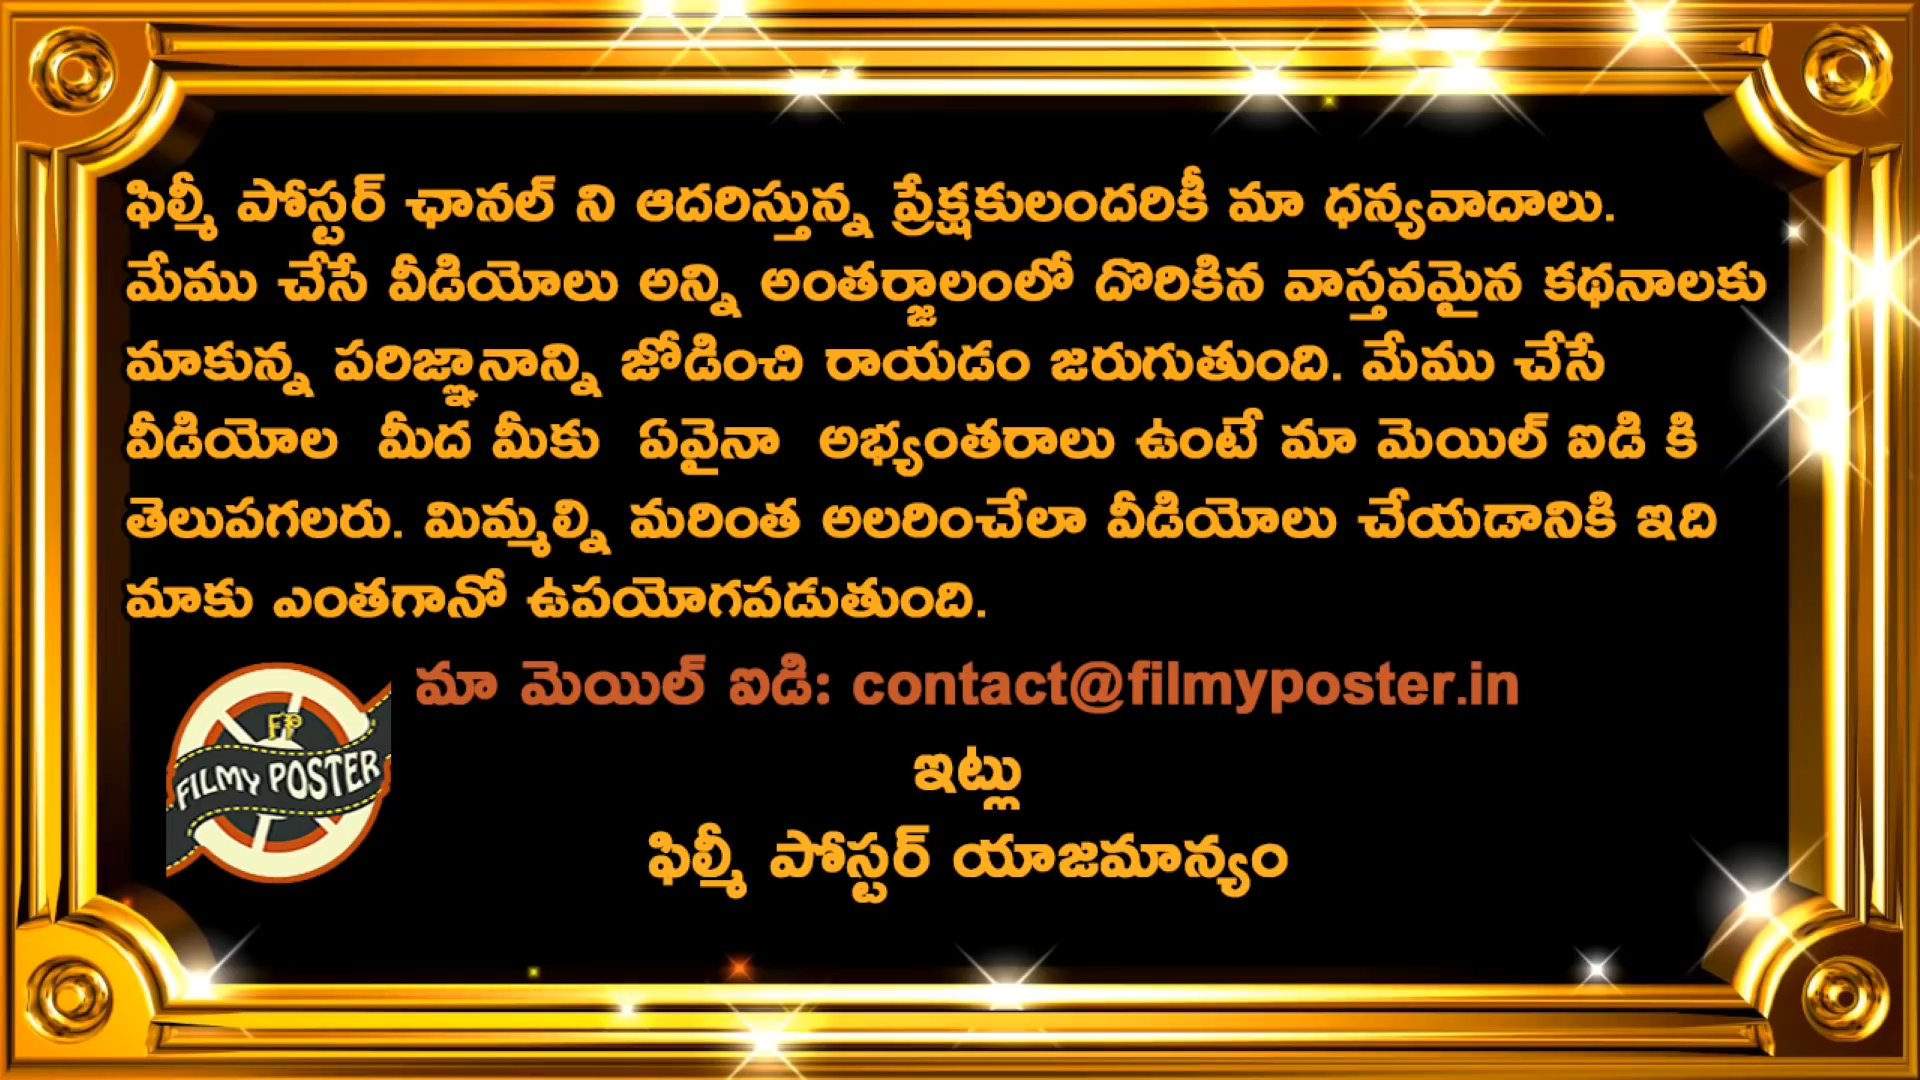 ఫిల్మీ పోస్టర్ ఛానల్ ని ఆదరిస్తున్న ప్రేక్షకులందరికీ మా ధన్యవాదాలు.
మేము చేసే వీడియోలు అన్ని అంతర్జాలంలో దొరికిన వాస్తవమైన కథనాలకు
మాకున్న పరిజ్ఞానాన్ని జోడించి రాయడం జరుగుతుంది. మేము చేసే
వీడియోల మీద మీకు ఏవైనా అభ్యంతరాలు ఉంటే మా మెయిల్ ఐడి కి
తెలుపగలరు. మిమ్మల్ని మరింత అలరించేలా వీడియోలు చేయడానికి ఇది
మాకు ఎంతగానో ఉపయోగపడుతుంది.
మా మెయిల్ ఐడి: contact@filmyposter.in
FP
FILMY POSTER
ఇట్లు
ఫిల్మీ పోస్టర్ యాజమాన్యం